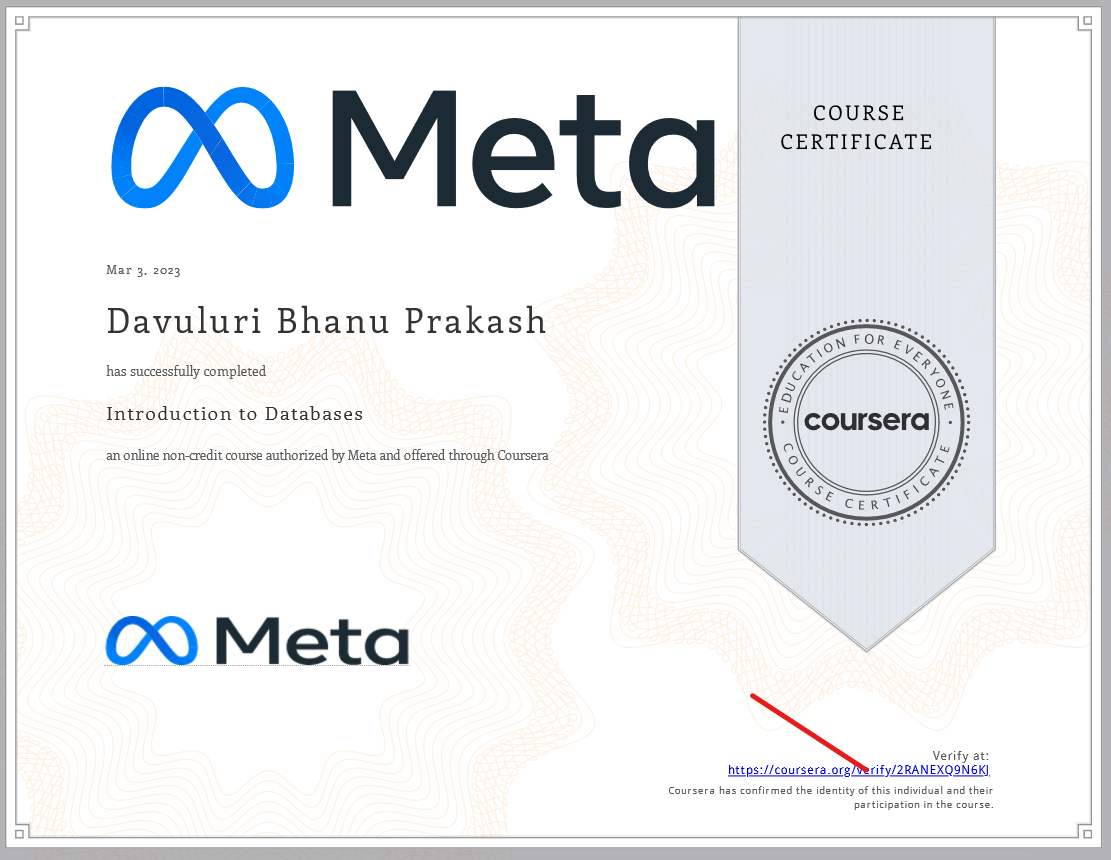 Meta
COURSE
CERTIFICATE
Mar 3, 2023
Davuluri Bhanu Prakash
has successfully completed
Introduction to Databases
an online non-credit course authorized by Meta and offered through Coursera
EDUCATION FOR EVERYONE
coursera
COURSE CERTIFICATE
Meta
Verify at:
https://coursera.org/verify/2RANEXQ9N6KJ
Coursera has confirmed the identity of this individual and their
participation in the course.